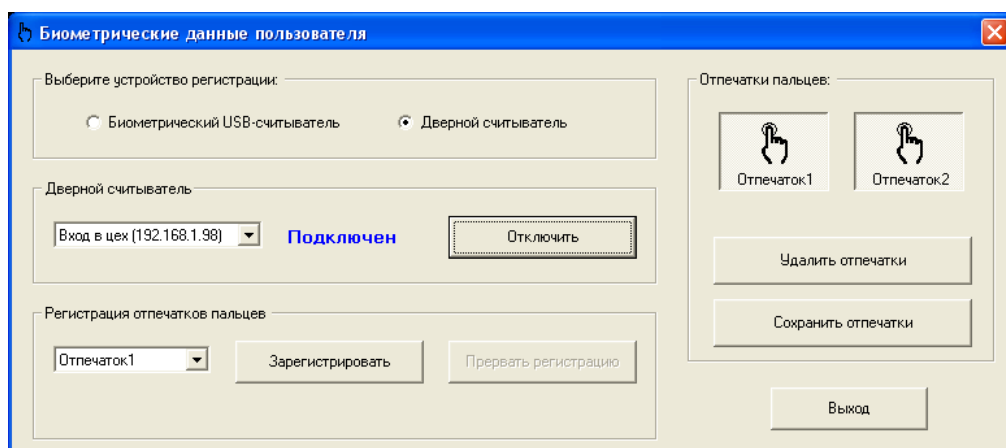 Биометрические данные пользователя
Выберите устройство регистрации:
Биометрический USB-считыватель
Дверной считыватель
Дверной считыватель
Вход в цех (192.168.1.98)
Подключен
Отключить
Регистрация отпечатков пальцев
Отпечаток1
Зарегистрировать
Прервать регистрацию
Отпечатки пальцев:
Отпечаток1
Отпечаток2
Удалить отпечатки
Сохранить отпечатки
Выход